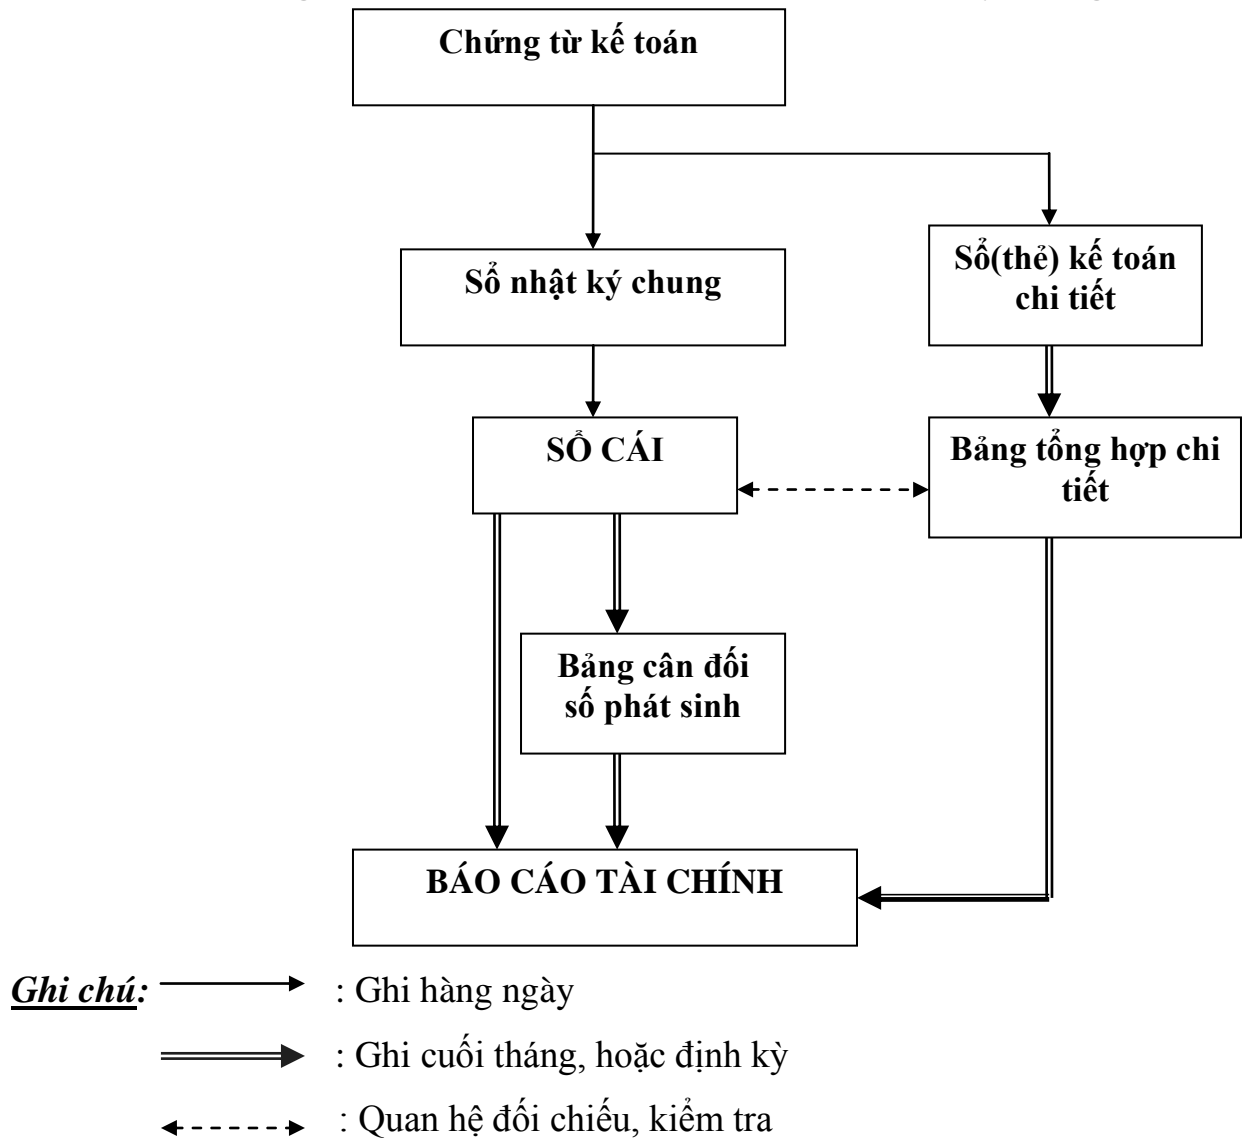 Chứng từ kế toán
Sổ nhật ký chung
Sổ(thẻ) kế toán
chi tiết
SỔ CÁI
Bảng tổng hợp chi
tiết
Bảng cân đối
số phát sinh
BÁO CÁO TÀI CHÍNH
Ghi chú:
: Ghi hàng ngày
: Ghi cuối tháng, hoặc định kỳ
: Quan hệ đối chiếu, kiểm tra